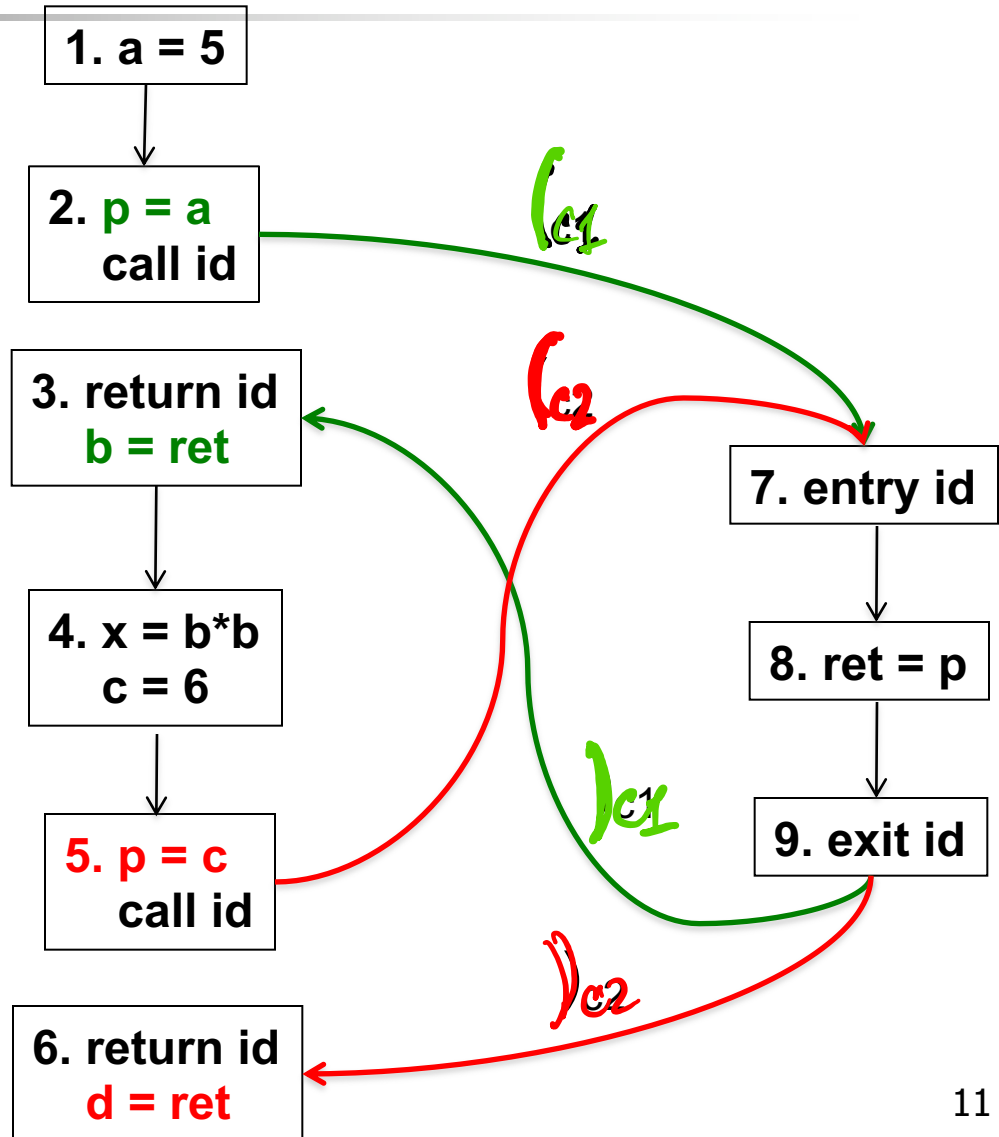 1. a = 5
2. p = a
call id
(c1
3. return id
b = ret
(c2
7. entry id
4. x = b*b
c = 6
8. ret = p
)c1
5. p = c
call id
9. exit id
)c2
6. return id
d = ret
11